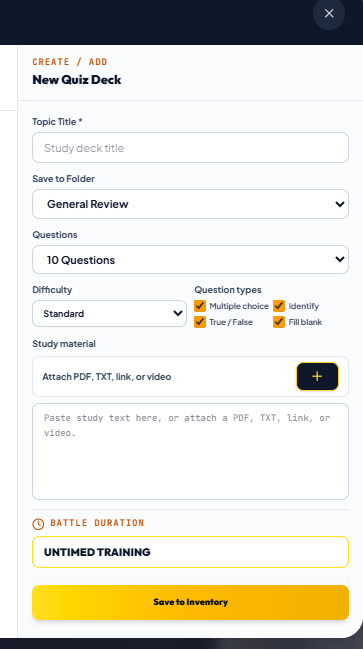 CREATE / ADD
New Quiz Deck
Topic Title *
Study deck title
Save to Folder
General Review
Questions
10 Questions
Difficulty
Question types
Standard
Multiple choice
Identify
True / False
Fill blank
Study material
Attach PDF, TXT, link, or video
Paste study text here, or attach a PDF, TXT, link, or
video.
BATTLE DURATION
UNTIMED TRAINING
Save to Inventory